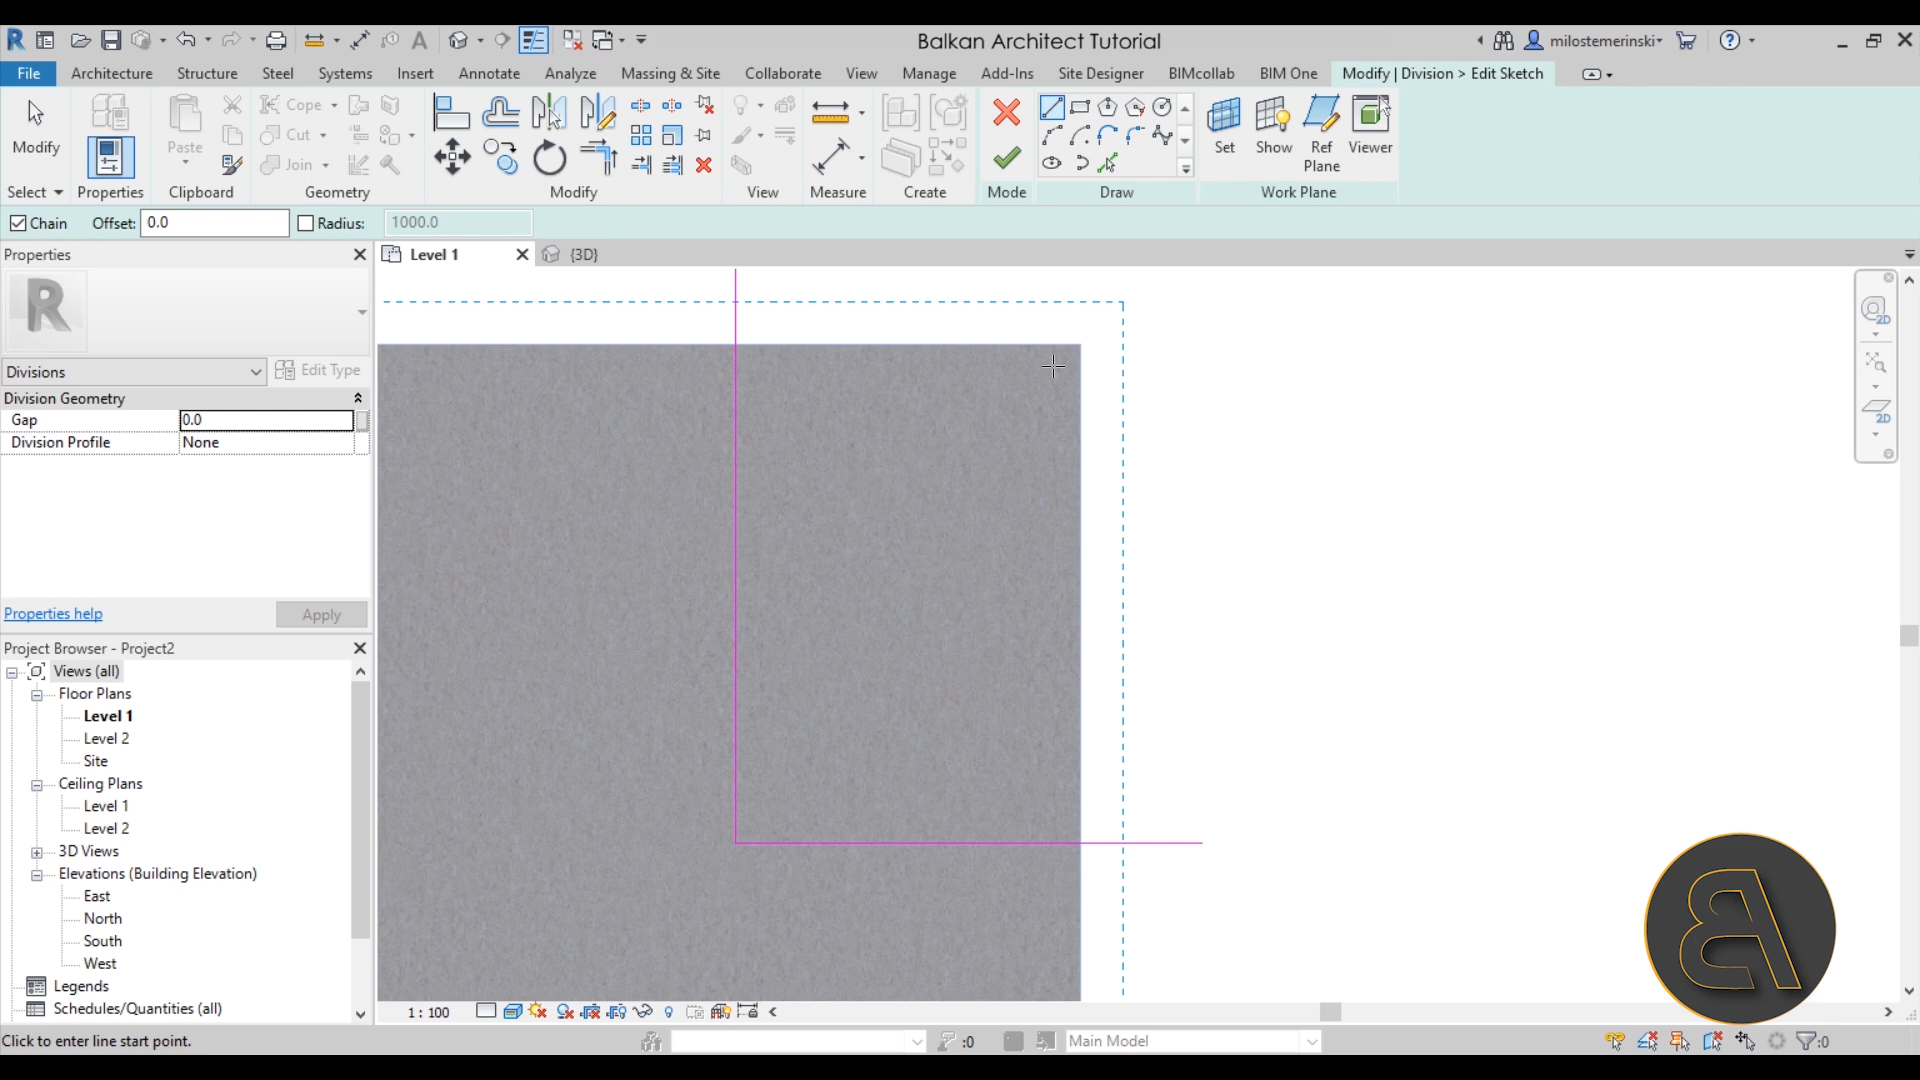 Balkan Architect Tutorial
milostemerinski
File Architecture Structure Steel Systems Insert Annotate Analyze Massing & Site Collaborate View Manage Add-Ins Site Designer BIMcollab BIM One Modify | Division > Edit Sketch
Modify Paste Cope Cut Join Set Show Ref Plane Viewer
Select Properties Clipboard Geometry Modify View Measure Create Mode Draw Work Plane
Chain Offset: 0.0 Radius: 1000.0
Properties Level 1 {3D}
R
Divisions Edit Type
Division Geometry
Gap 0.0
Division Profile None
Properties help Apply
Project Browser - Project2
Views (all)
Floor Plans
Level 1
Level 2
Site
Ceiling Plans
Level 1
Level 2
3D Views
Elevations (Building Elevation)
East
North
South
West
Legends
Schedules/Quantities (all)
2D
2D
1 : 100
Click to enter line start point. :0 Main Model :0
B